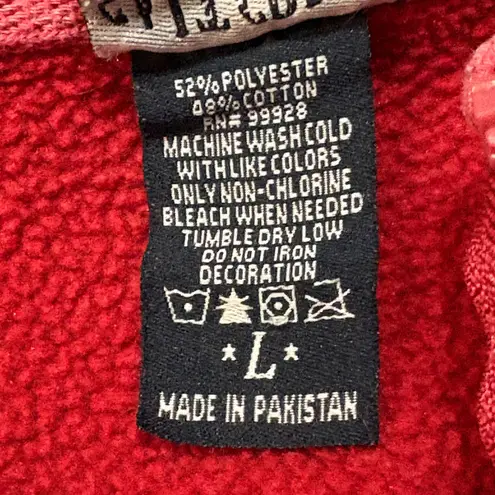 52% POLYESTER
48% COTTON
RN# 99928
MACHINE WASH COLD
WITH LIKE COLORS
ONLY NON-CHLORINE
BLEACH WHEN NEEDED
TUMBLE DRY LOW
DO NOT IRON
DECORATION
L
MADE IN PAKISTAN